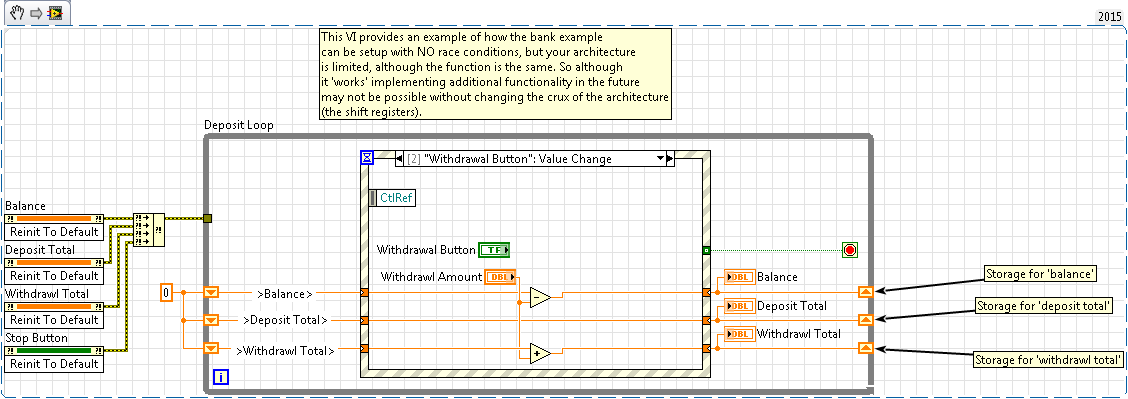 2015
This VI provides an example of how the bank example
can be setup with NO race conditions, but your architecture
is limited, although the function is the same. So although
it 'works' implementing additional functionality in the future
may not be possible without changing the crux of the architecture
(the shift registers).
Deposit Loop
[2] "Withdrawal Button": Value Change
CtlRef
Balance
Reinit To Default
Deposit Total
Reinit To Default
Withdrawl Total
Reinit To Default
Stop Button
Reinit To Default
Withdrawal Button TF
Withdrawl Amount DBL
0
>Balance>
>Deposit Total>
>Withdrawl Total>
-
+
DBL Balance
DBL Deposit Total
DBL Withdrawl Total
Storage for 'balance'
Storage for 'deposit total'
Storage for 'withdrawl total'
i